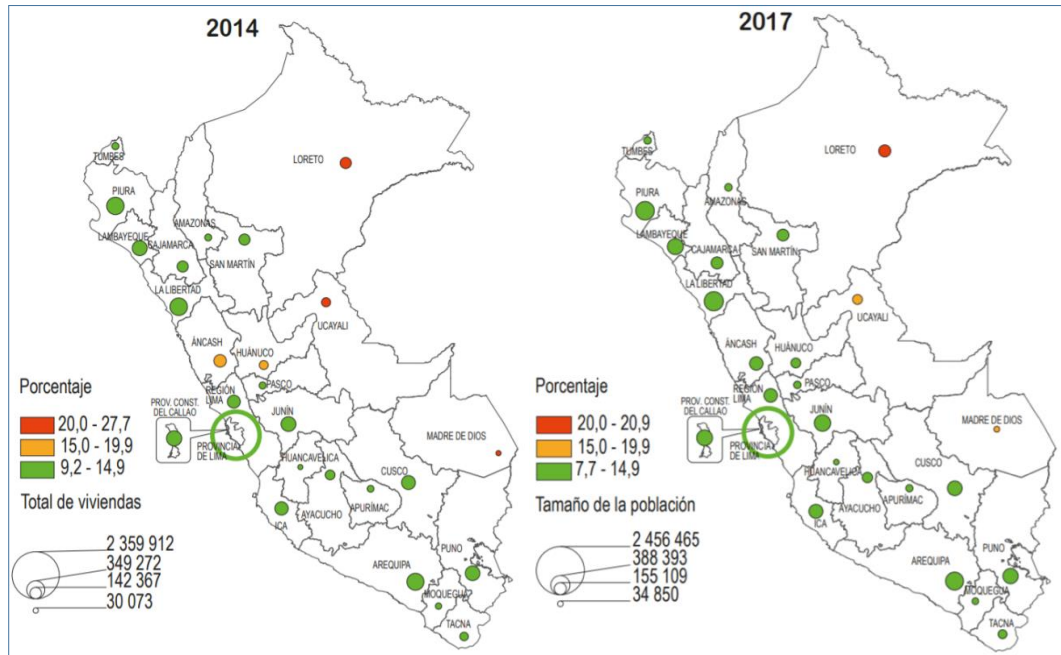 2014
TUMBES
LORETO
PIURA
AMAZONAS
LAMBAYEQUE
CAJAMARCA
SAN MARTÍN
LA LIBERTAD
UCAYALI
ÁNCASH
HUÁNUCO
PASCO
REGIÓN
LIMA
PROV. CONST.
DEL CALLAO
JUNÍN
PROVINCIA
DE LIMA
MADRE DE DIOS
HUANCAVELICA
CUSCO
ICA
AYACUCHO
APURÍMAC
PUNO
AREQUIPA
MOQUEGUA
TACNA
Porcentaje
20,0 - 27,7
15,0 - 19,9
9,2 - 14,9
Total de viviendas
2 359 912
349 272
142 367
30 073
2017
TUMBES
LORETO
PIURA
AMAZONAS
LAMBAYEQUE
CAJAMARCA
SAN MARTÍN
LA LIBERTAD
UCAYALI
ÁNCASH
HUÁNUCO
PASCO
REGIÓN
LIMA
PROV. CONST.
DEL CALLAO
JUNÍN
PROVINCIA
DE LIMA
MADRE DE DIOS
HUANCAVELICA
CUSCO
ICA
AYACUCHO
APURÍMAC
PUNO
AREQUIPA
MOQUEGUA
TACNA
Porcentaje
20,0 - 20,9
15,0 - 19,9
7,7 - 14,9
Tamaño de la población
2 456 465
388 393
155 109
34 850